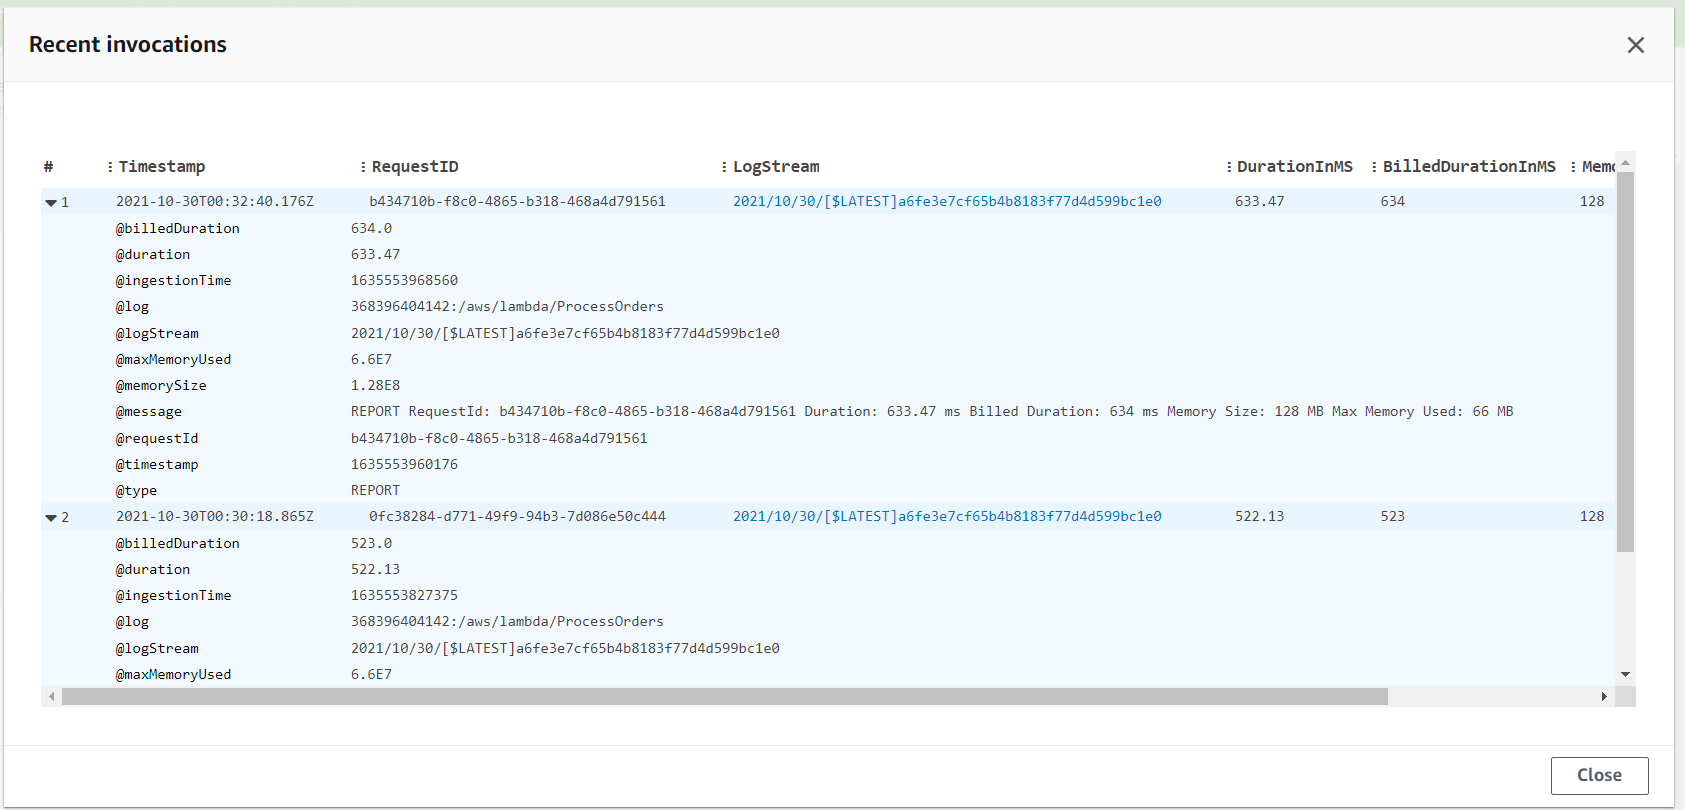 Recent invocations
# Timestamp RequestID LogStream DurationInMS BilledDurationInMS Memo
1 2021-10-30T00:32:40.176Z b434710b-f8c0-4865-b318-468a4d791561 2021/10/30/[$LATEST]a6fe3e7cf65b4b8183f77d4d599bc1e0 633.47 634 128
@billedDuration 634.0
@duration 633.47
@ingestionTime 1635553968560
@log 368396404142:/aws/lambda/ProcessOrders
@logStream 2021/10/30/[$LATEST]a6fe3e7cf65b4b8183f77d4d599bc1e0
@maxMemoryUsed 6.6E7
@memorySize 1.28E8
@message REPORT RequestId: b434710b-f8c0-4865-b318-468a4d791561 Duration: 633.47 ms Billed Duration: 634 ms Memory Size: 128 MB Max Memory Used: 66 MB
@requestId b434710b-f8c0-4865-b318-468a4d791561
@timestamp 1635553960176
@type REPORT
2 2021-10-30T00:30:18.865Z 0fc38284-d771-49f9-94b3-7d086e50c444 2021/10/30/[$LATEST]a6fe3e7cf65b4b8183f77d4d599bc1e0 522.13 523 128
@billedDuration 523.0
@duration 522.13
@ingestionTime 1635553827375
@log 368396404142:/aws/lambda/ProcessOrders
@logStream 2021/10/30/[$LATEST]a6fe3e7cf65b4b8183f77d4d599bc1e0
@maxMemoryUsed 6.6E7
Close